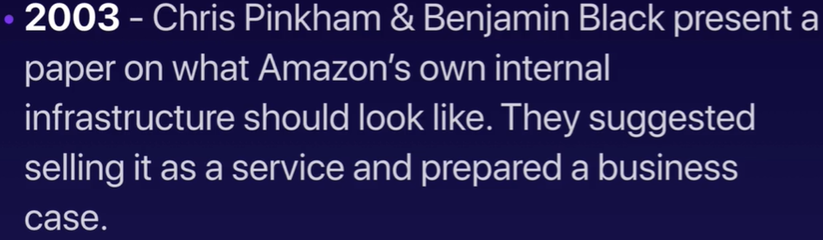 • 2003 - Chris Pinkham & Benjamin Black present a
paper on what Amazon’s own internal
infrastructure should look like. They suggested
selling it as a service and prepared a business
case.